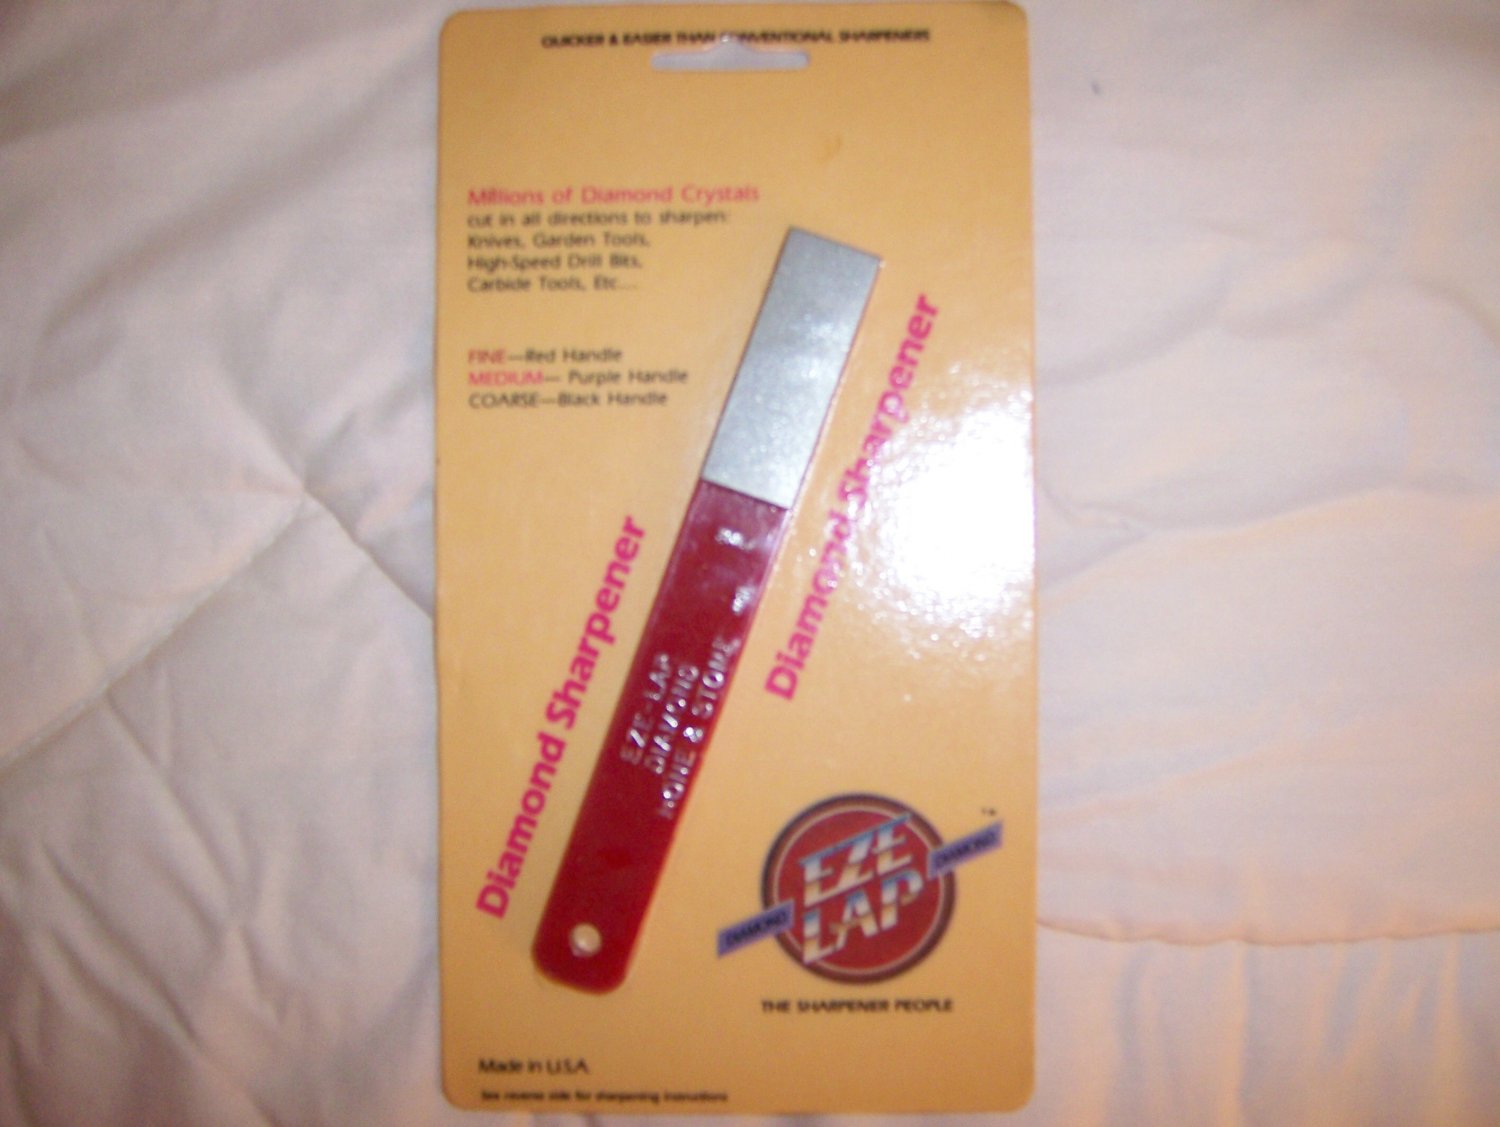 QUICKER & EASIER THAN CONVENTIONAL SHARPENERS
Millions of Diamond Crystals
cut in all directions to sharpen:
Knives, Garden Tools,
High-Speed Drill Bits,
Carbide Tools, Etc....
FINE—Red Handle
MEDIUM— Purple Handle
COARSE—Black Handle
Diamond Sharpener
Diamond Sharpener
EZE-LAP
DIAMOND
HONE & STONE
EZE
LAP
DIAMOND
DIAMOND
TM
THE SHARPENER PEOPLE
Made in U.S.A.
See reverse side for sharpening instructions